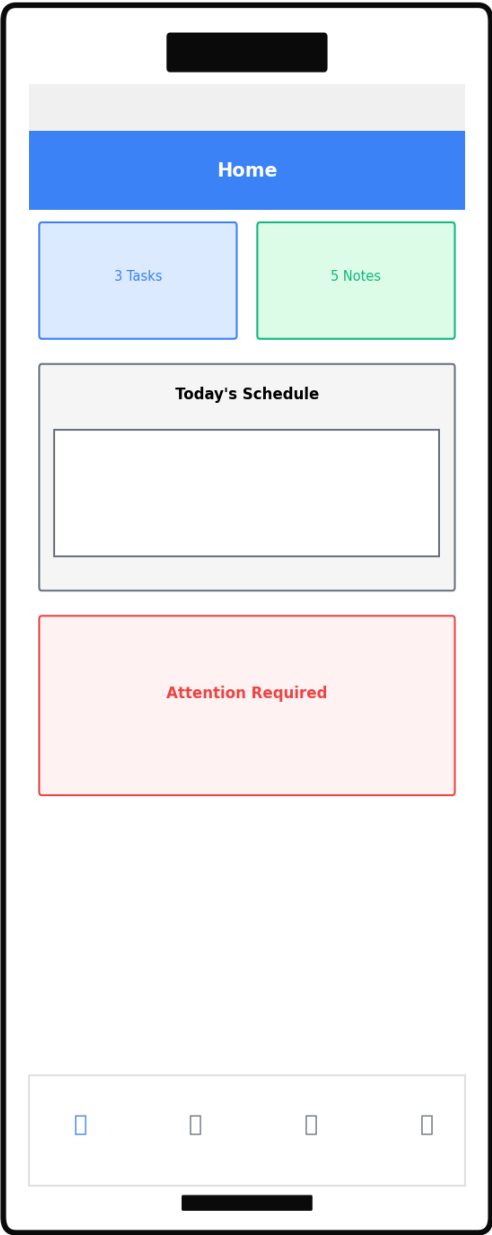 Home
3 Tasks
5 Notes
Today's Schedule
Attention Required